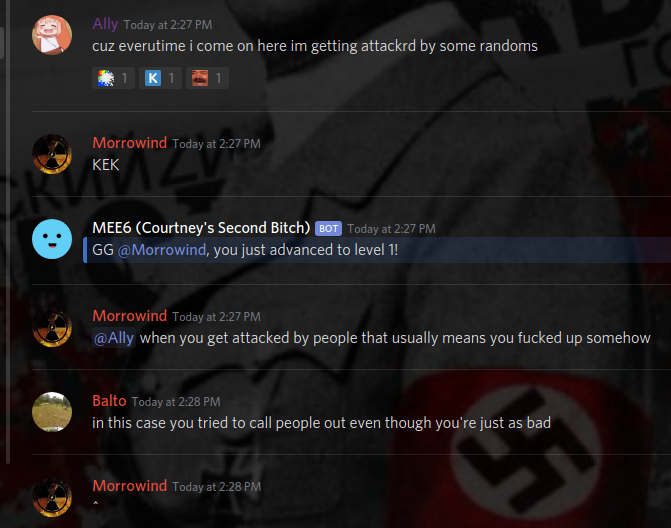 Ally Today at 2:27 PM
cuz everutime i come on here im getting attackrd by some randoms
1 K 1 1
Morrowind Today at 2:27 PM
KEK
MEE6 (Courtney's Second Bitch) BOT Today at 2:27 PM
GG @Morrowind, you just advanced to level 1!
Morrowind Today at 2:27 PM
@Ally when you get attacked by people that usually means you fucked up somehow
Balto Today at 2:28 PM
in this case you tried to call people out even though you're just as bad
Morrowind Today at 2:28 PM
^